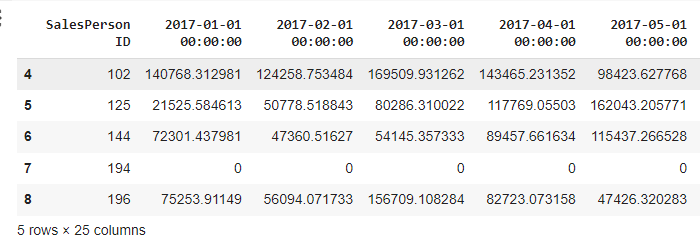 SalesPerson 2017-01-01 2017-02-01 2017-03-01 2017-04-01 2017-05-01
ID 00:00:00 00:00:00 00:00:00 00:00:00 00:00:00
4 102 140768.312981 124258.753484 169509.931262 143465.231352 98423.627768
5 125 21525.584613 50778.518843 80286.310022 117769.05503 162043.205771
6 144 72301.437981 47360.51627 54145.357333 89457.661634 115437.266528
7 194 0 0 0 0 0
8 196 75253.91149 56094.071733 156709.108284 82723.073158 47426.320283
5 rows × 25 columns